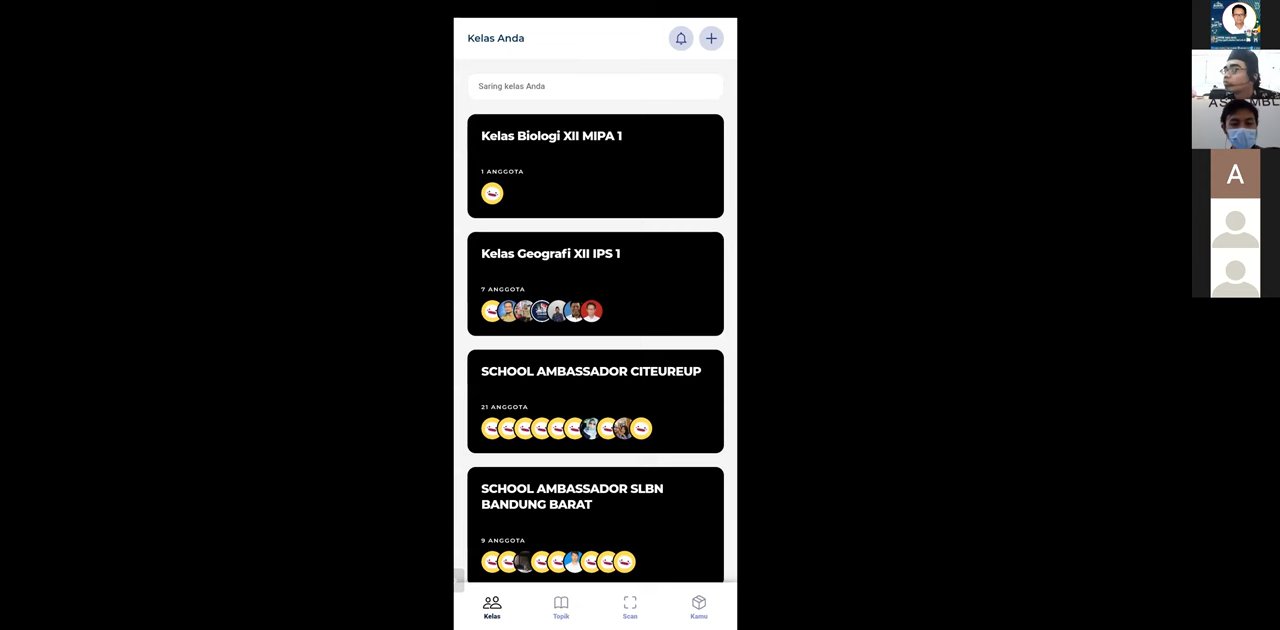 Kelas Anda
Saring kelas Anda
Kelas Biologi XII MIPA 1
1 ANGGOTA
Kelas Geografi XII IPS 1
7 ANGGOTA
SCHOOL AMBASSADOR CITEUREUP
21 ANGGOTA
SCHOOL AMBASSADOR SLBN
BANDUNG BARAT
9 ANGGOTA
Kelas
Topik
Scan
Kamu
A